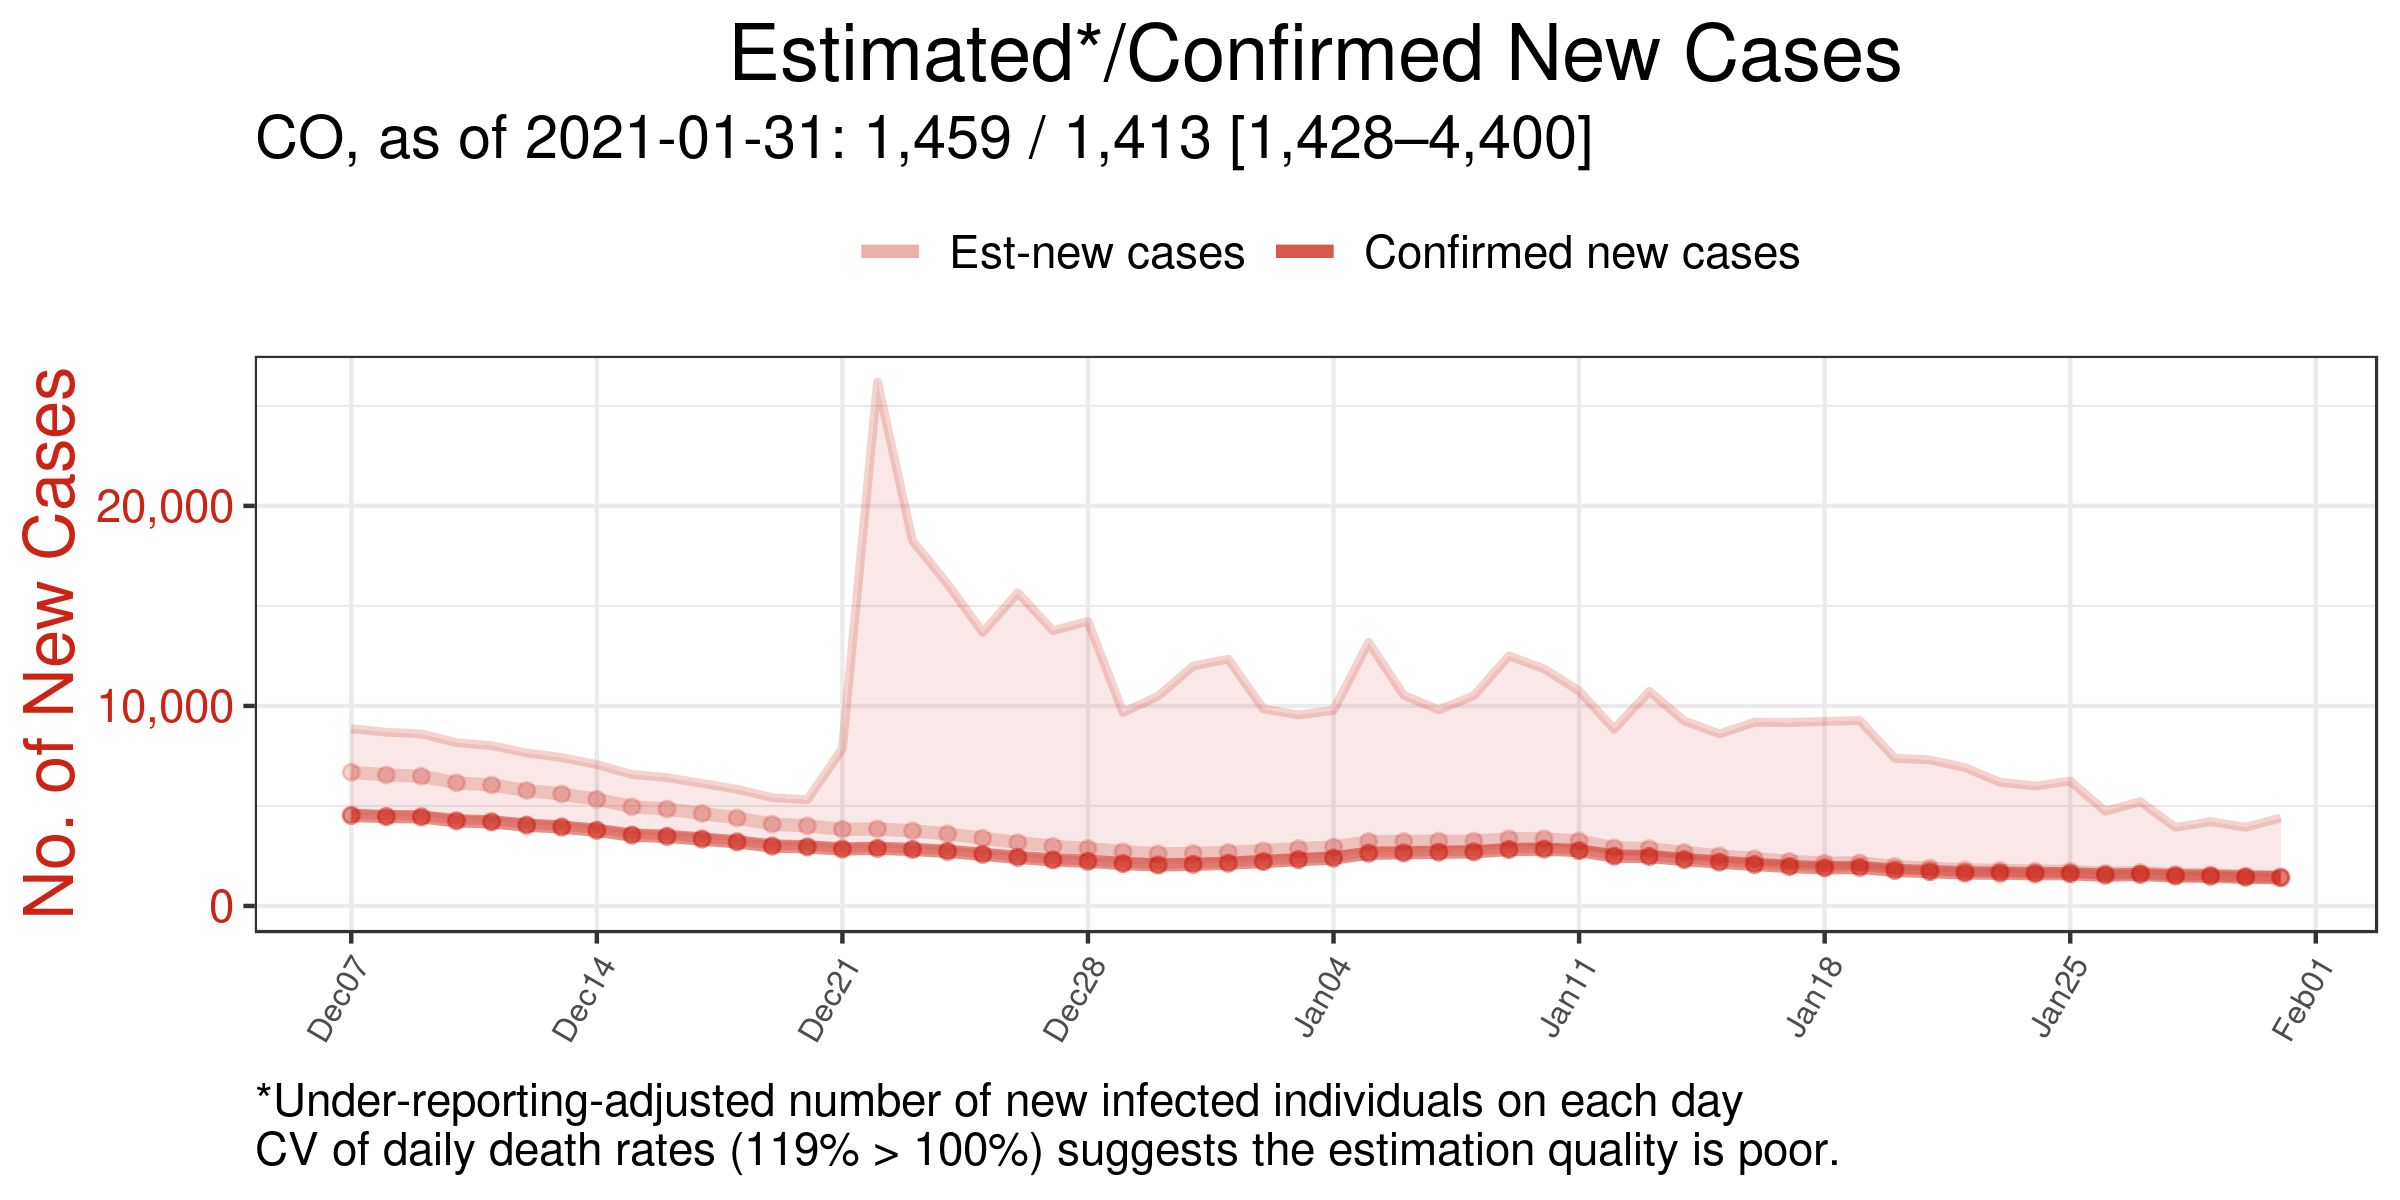 Estimated*/Confirmed New Cases
CO, as of 2021-01-31: 1,459 / 1,413 [1,428–4,400]
Est-new cases
Confirmed new cases
No. of New Cases
20,000
10,000
0
Dec07
Dec14
Dec21
Dec28
Jan04
Jan11
Jan18
Jan25
Feb01
*Under-reporting-adjusted number of new infected individuals on each day
CV of daily death rates (119% > 100%) suggests the estimation quality is poor.